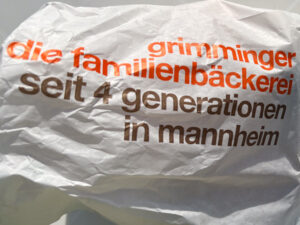 grimminger
die familienbäckerei
seit 4 generationen
in mannheim